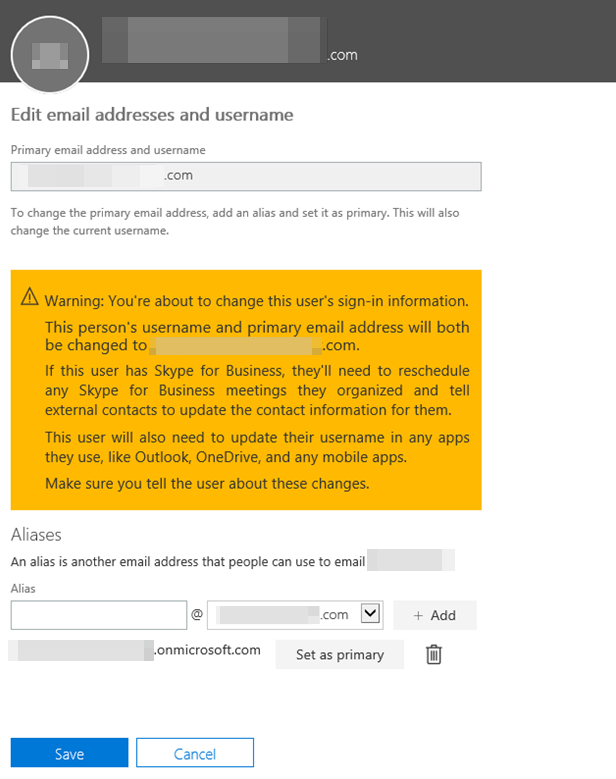 .com
Edit email addresses and username
Primary email address and username
.com
To change the primary email address, add an alias and set it as primary. This will also
change the current username.
Warning: You're about to change this user's sign-in information.
This person's username and primary email address will both
be changed to .com.
If this user has Skype for Business, they'll need to reschedule
any Skype for Business meetings they organized and tell
external contacts to update the contact information for them.
This user will also need to update their username in any apps
they use, like Outlook, OneDrive, and any mobile apps.
Make sure you tell the user about these changes.
Aliases
An alias is another email address that people can use to email
Alias
@ .com + Add
.onmicrosoft.com Set as primary
Save Cancel